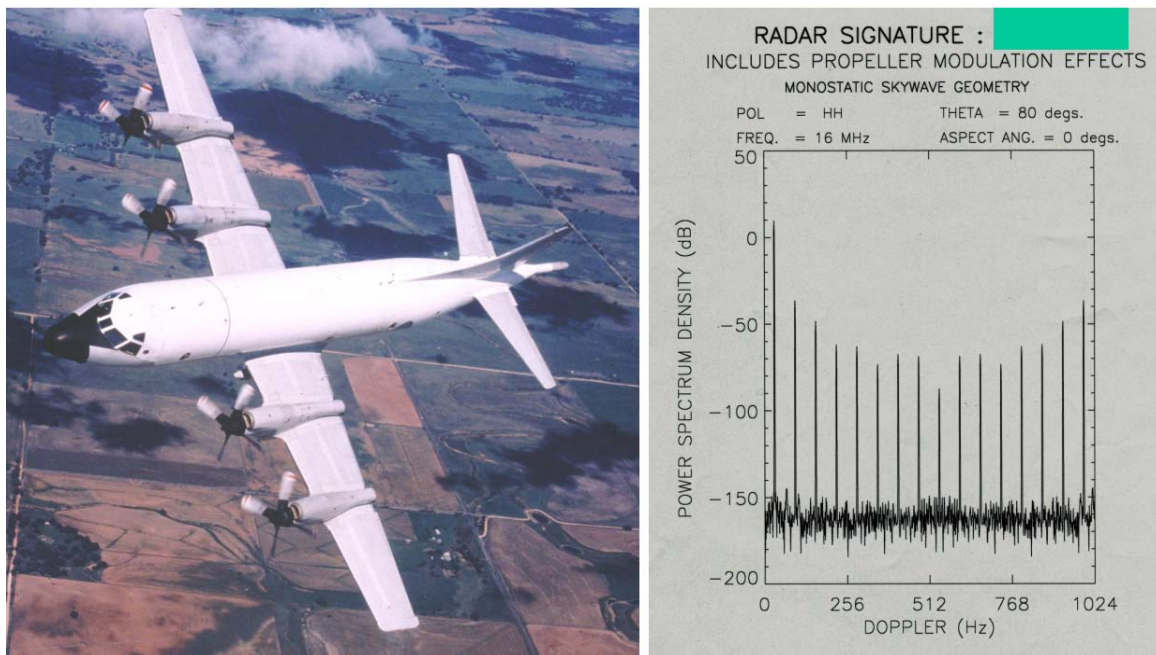 RADAR SIGNATURE :
INCLUDES PROPELLER MODULATION EFFECTS
MONOSTATIC SKYWAVE GEOMETRY
POL = HH THETA = 80 degs.
FREQ. = 16 MHz ASPECT ANG. = 0 degs.
50
0
-50
-100
-150
-200
POWER SPECTRUM DENSITY (dB)
0 256 512 768 1024
DOPPLER (Hz)